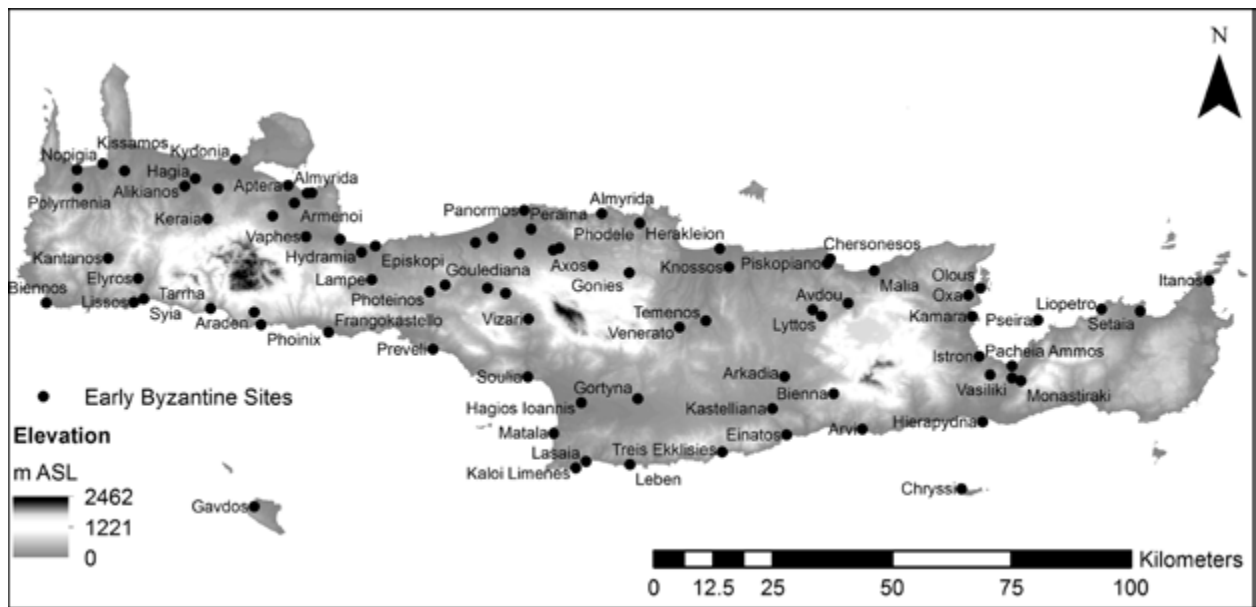 N
Kissamos
Kydonia
Nopigia
Hagia
Almyrida
Alikianos
Aptera
Polyrrhenia
Armenoi
Keraia
Vaphes
Hydramia
Episkopi
Kantanos
Elyros
Lampe
Biennos
Lissos
Tarrha
Syia
Araden
Phoinix
Frangokastello
Photeinos
Preveli
Panormos
Peraina
Almyrida
Phodele
Herakleion
Goulediana
Axos
Gonies
Knossos
Piskopiano
Chersonesos
Malia
Olous
Oxa
Itanos
Avdou
Temenos
Lyttos
Kamara
Liopetro
Pseira
Setaia
Vizari
Venerato
Istron
Pacheia Ammos
Soulia
Arkadia
Vasiliki
Monastiraki
Gortyna
Bienna
Hagios Ioannis
Kastelliana
Hierapydna
Matala
Einatos
Arvi
Lasaia
Treis Ekklisies
Kaloi Limenes
Leben
Chryssi
Gavdos
Early Byzantine Sites
Elevation
m ASL
2462
1221
0
Kilometers
0 12.5 25 50 75 100